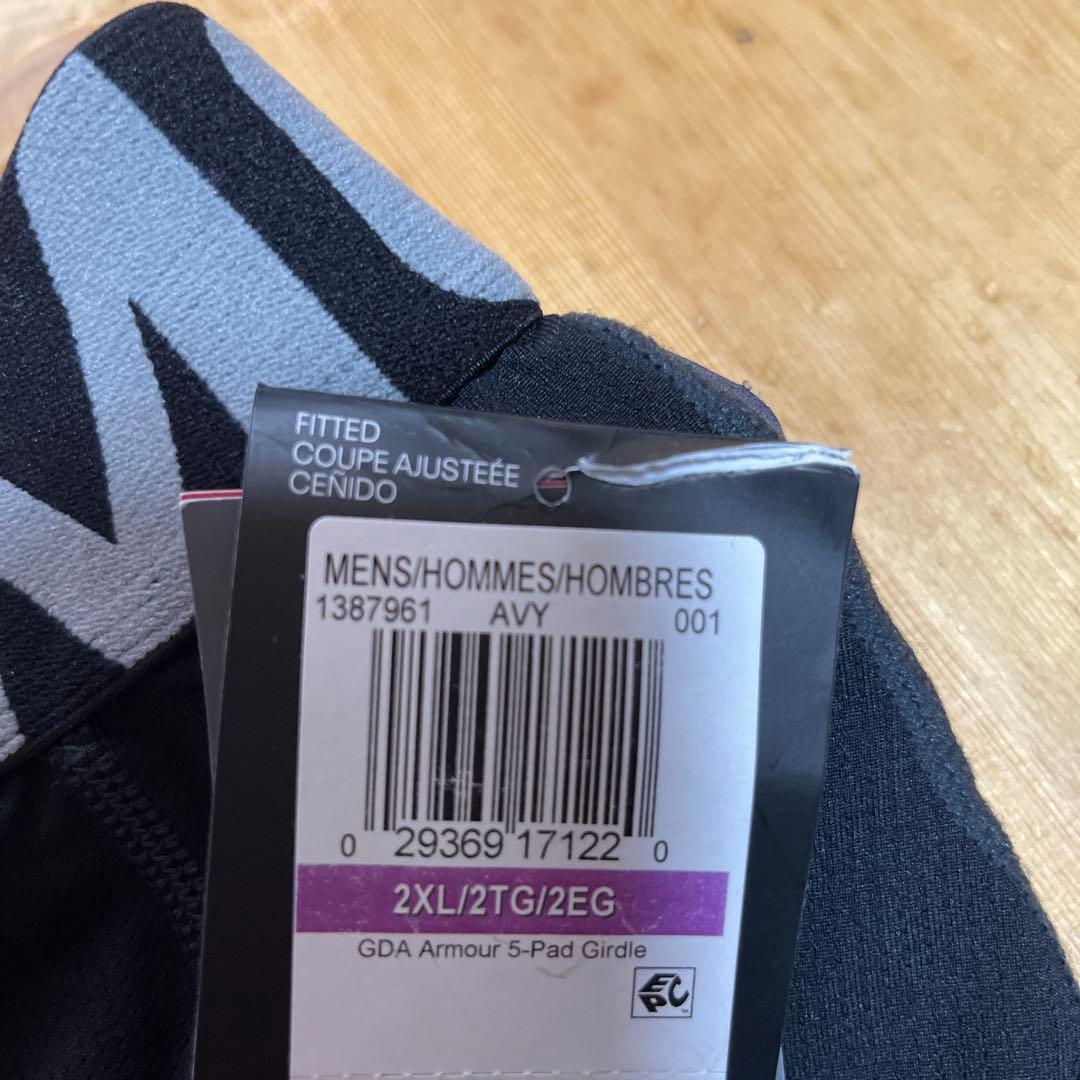 FITTED
COUPE AJUSTEÉE
CEÑIDO
MENS/HOMMES/HOMBRES
1387961 AVY 001
0 29369 17122 0
2XL/2TG/2EG
GDA Armour 5-Pad Girdle
EPC